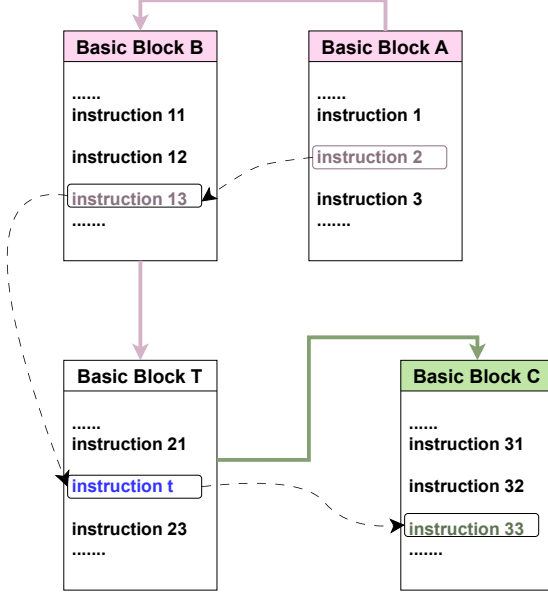 Basic Block B
......
instruction 11
instruction 12
instruction 13
.......
Basic Block A
......
instruction 1
instruction 2
instruction 3
.......
Basic Block T
......
instruction 21
instruction t
instruction 23
.......
Basic Block C
......
instruction 31
instruction 32
instruction 33
.......